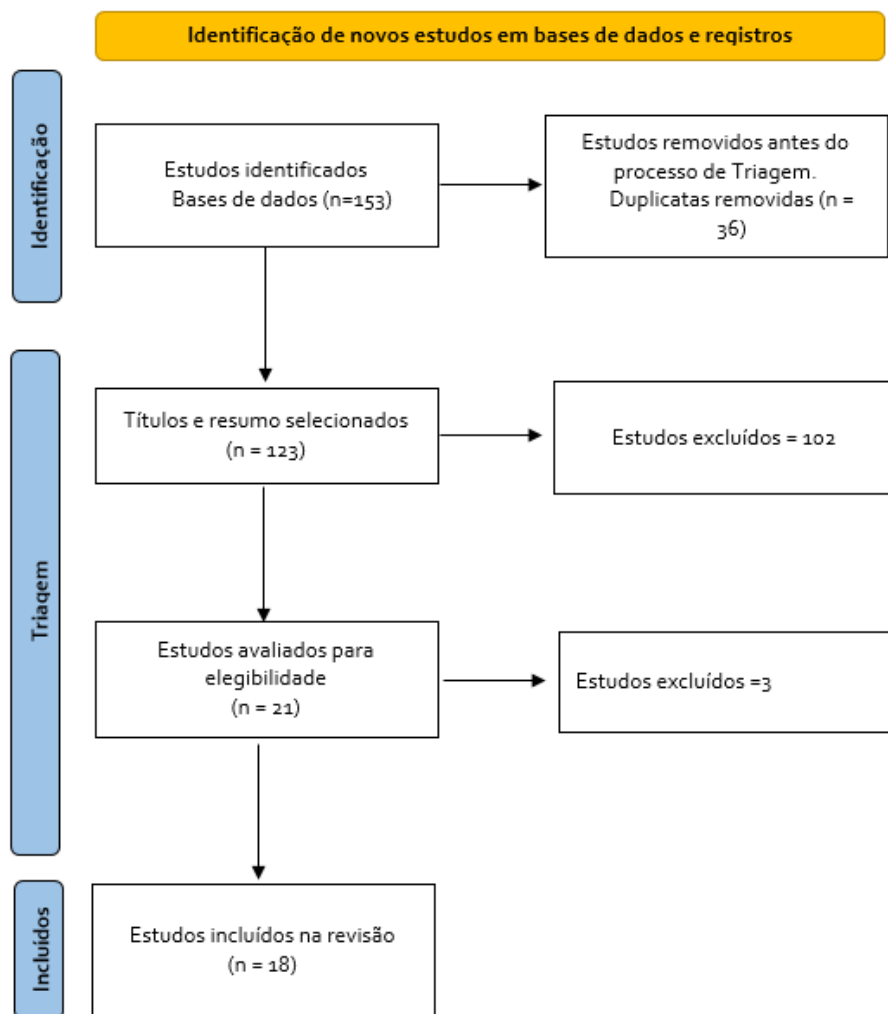 Identificação de novos estudos em bases de dados e registros
Identificação
Estudos identificados
Bases de dados (n=153)
Estudos removidos antes do
processo de Triagem.
Duplicatas removidas (n =
36)
Triagem
Títulos e resumo selecionados
(n = 123)
Estudos excluídos = 102
Estudos avaliados para
elegibilidade
(n = 21)
Estudos excluídos =3
Incluídos
Estudos incluídos na revisão
(n = 18)